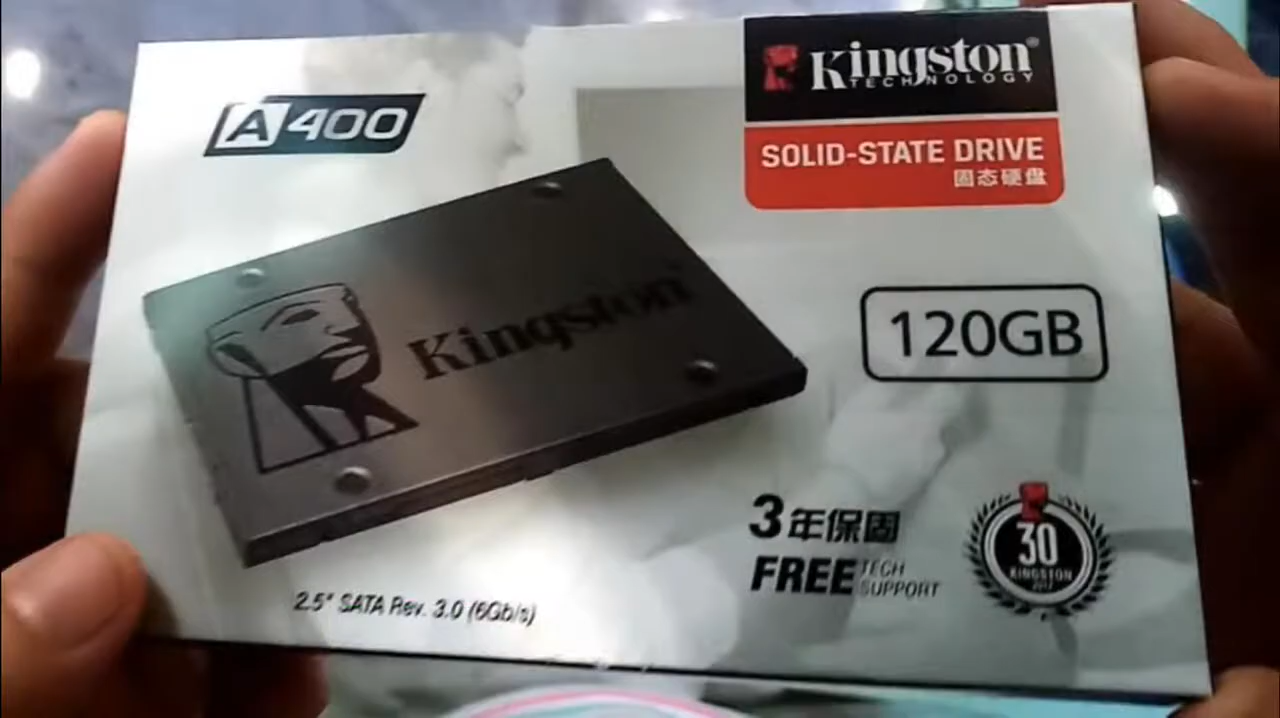 A400
Kingston®
TECHNOLOGY
SOLID-STATE DRIVE
固态硬盘
Kingston
120GB
3年保固
FREE TECH SUPPORT
30
KINGSTON
2017
2.5" SATA Rev. 3.0 (6Gb/s)